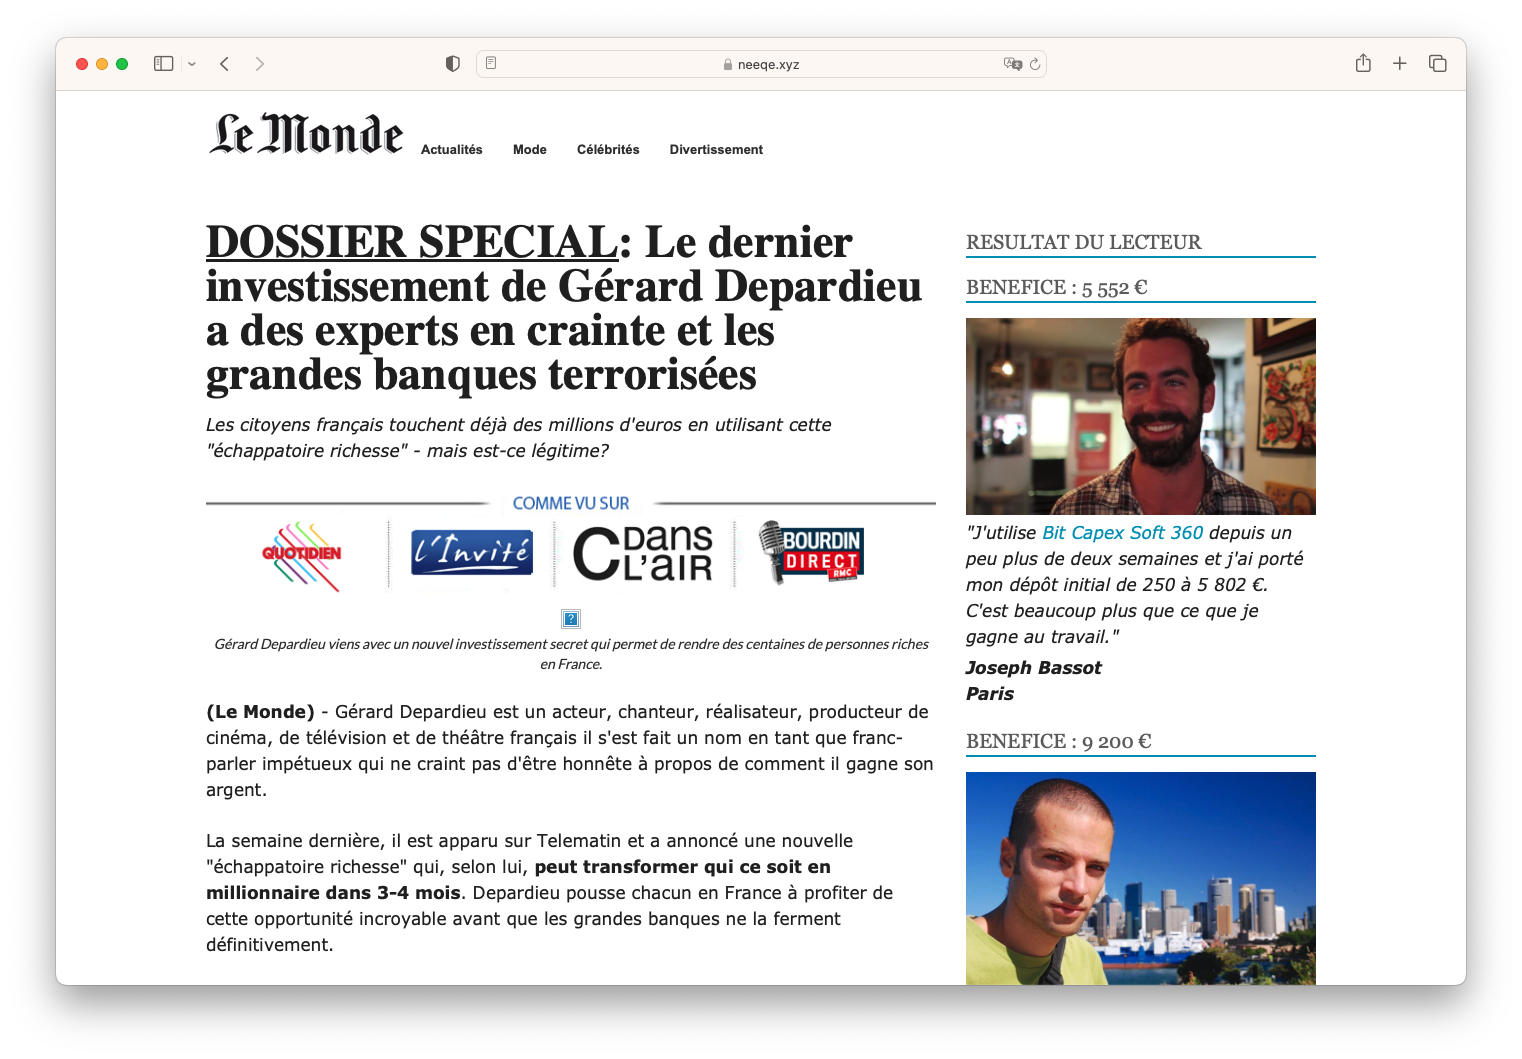 neeqe.xyz
Le Monde
Actualités Mode Célébrités Divertissement
DOSSIER SPECIAL: Le dernier
investissement de Gérard Depardieu
a des experts en crainte et les
grandes banques terrorisées
Les citoyens français touchent déjà des millions d'euros en utilisant cette
"échappatoire richesse" - mais est-ce légitime?
COMME VU SUR
QUOTIDIEN
l'Invité
C DANS L'AIR
BOURDIN DIRECT RMC
?
Gérard Depardieu viens avec un nouvel investissement secret qui permet de rendre des centaines de personnes riches
en France.
(Le Monde) - Gérard Depardieu est un acteur, chanteur, réalisateur, producteur de
cinéma, de télévision et de théâtre français il s'est fait un nom en tant que franc-
parler impétueux qui ne craint pas d'être honnête à propos de comment il gagne son
argent.
La semaine dernière, il est apparu sur Telematin et a annoncé une nouvelle
"échappatoire richesse" qui, selon lui, peut transformer qui ce soit en
millionnaire dans 3-4 mois. Depardieu pousse chacun en France à profiter de
cette opportunité incroyable avant que les grandes banques ne la ferment
définitivement.
RESULTAT DU LECTEUR
BENEFICE : 5 552 €
"J'utilise Bit Capex Soft 360 depuis un
peu plus de deux semaines et j'ai porté
mon dépôt initial de 250 à 5 802 €.
C'est beaucoup plus que ce que je
gagne au travail."
Joseph Bassot
Paris
BENEFICE : 9 200 €